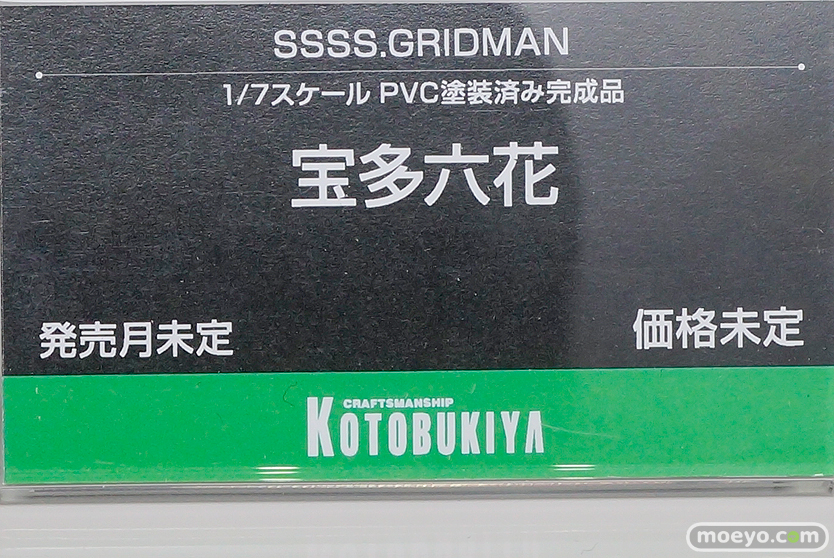 SSSS.GRIDMAN
1/7スケール PVC塗装済み完成品
宝多六花
発売月未定
価格未定
CRAFTSMANSHIP
KOTOBUKIYA
moeyo.com